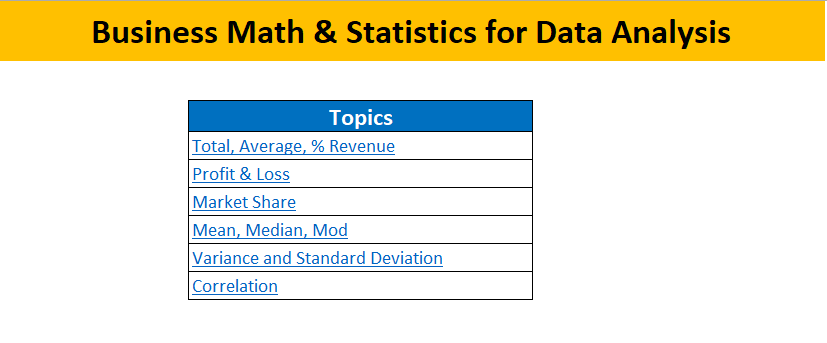 Business Math & Statistics for Data Analysis
Topics
Total, Average, % Revenue
Profit & Loss
Market Share
Mean, Median, Mod
Variance and Standard Deviation
Correlation